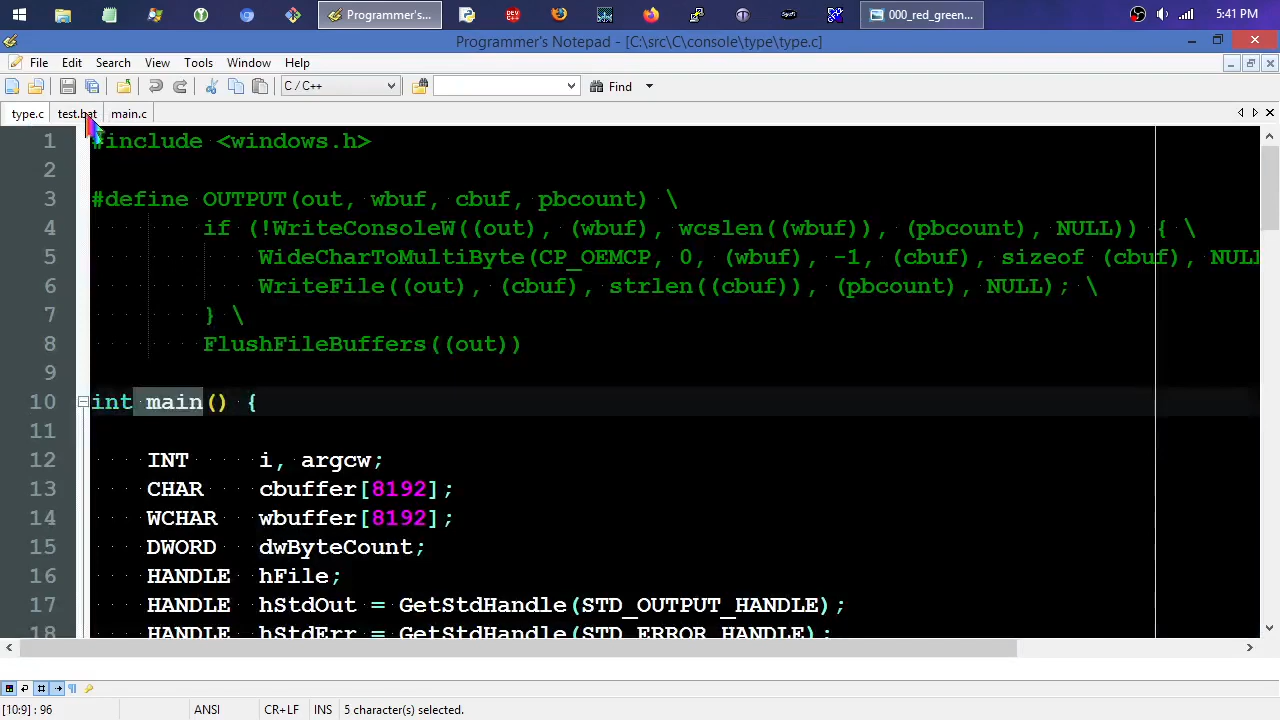 Programmer's...
000_red_green...
5:41 PM
Programmer's Notepad - [C:\src\C\console\type\type.c]
File Edit Search View Tools Window Help
C / C++ Find
type.c test.bat main.c
1 #include <windows.h>
2
3 #define OUTPUT(out, wbuf, cbuf, pbcount) \
4 if (!WriteConsoleW((out), (wbuf), wcslen((wbuf)), (pbcount), NULL)) { \
5 WideCharToMultiByte(CP_OEMCP, 0, (wbuf), -1, (cbuf), sizeof (cbuf), NULL
6 WriteFile((out), (cbuf), strlen((cbuf)), (pbcount), NULL); \
7 } \
8 FlushFileBuffers((out))
9
10 int main() {
11
12 INT i, argcw;
13 CHAR cbuffer[8192];
14 WCHAR wbuffer[8192];
15 DWORD dwByteCount;
16 HANDLE hFile;
17 HANDLE hStdOut = GetStdHandle(STD_OUTPUT_HANDLE);
18 HANDLE hStdErr = GetStdHandle(STD_ERROR_HANDLE);
[10:9] : 96 ANSI CR+LF INS 5 character(s) selected.